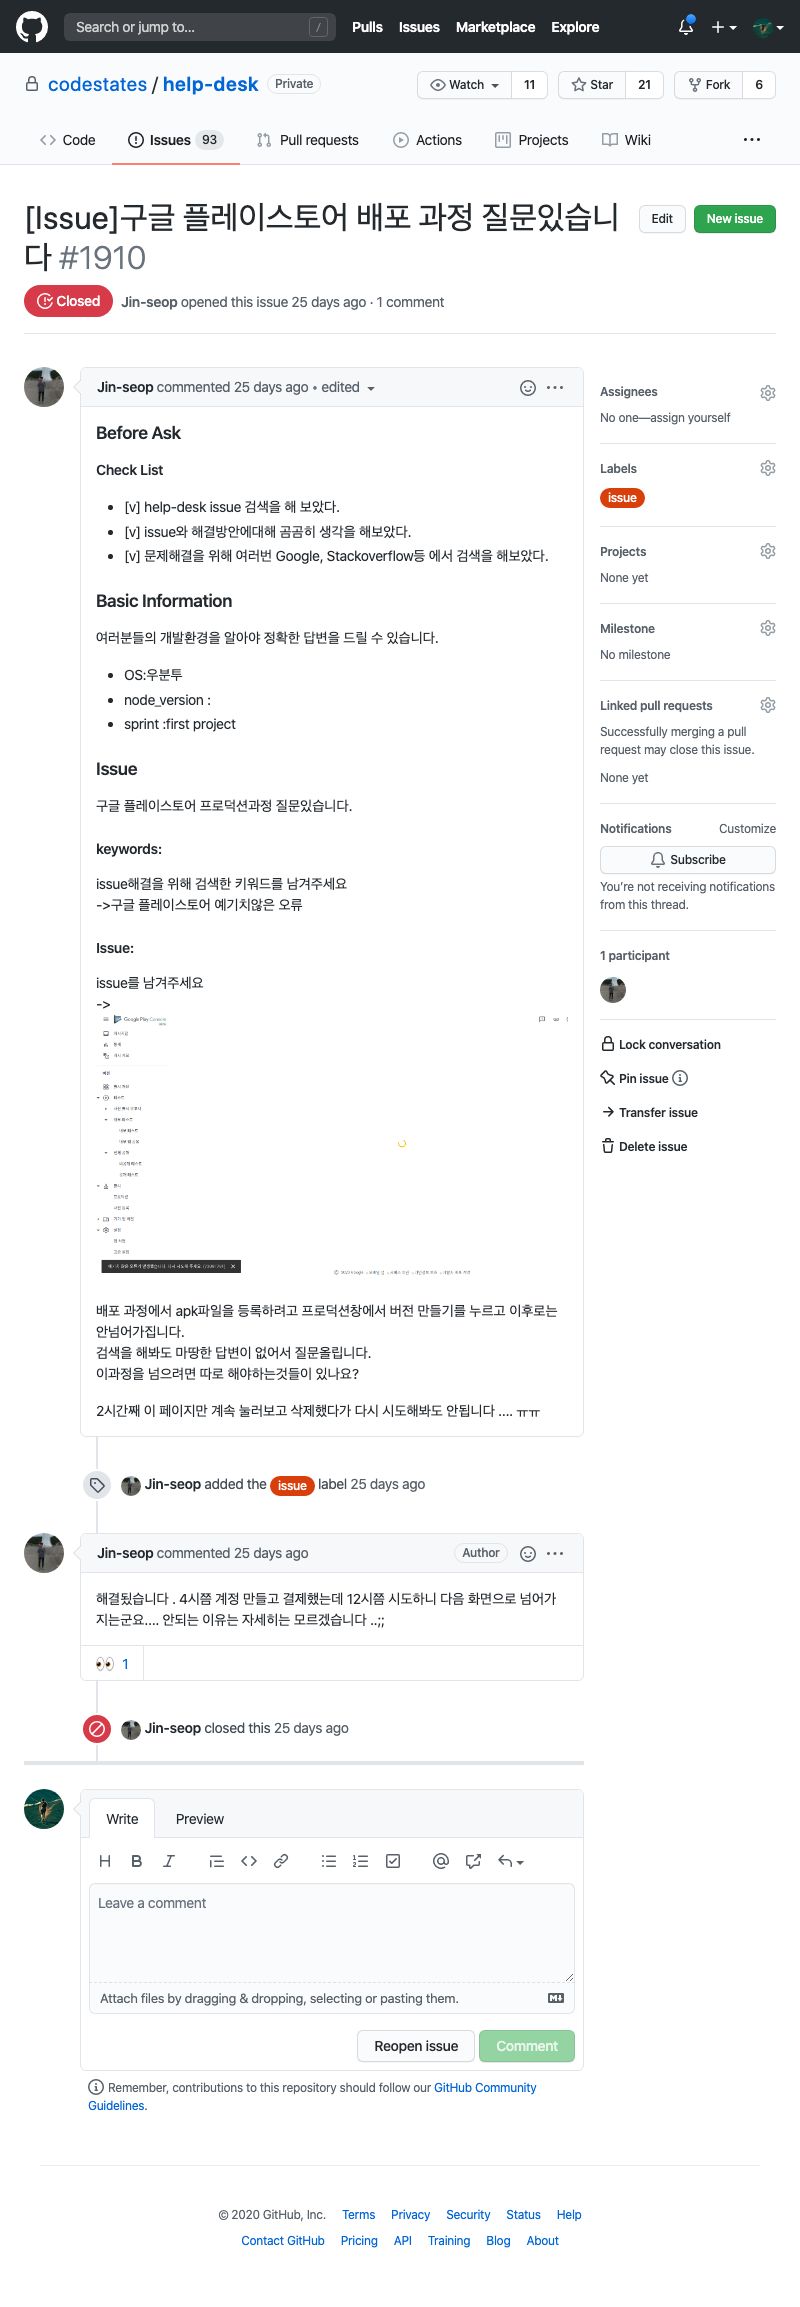 Search or jump to...
/
Pulls Issues Marketplace Explore
codestates / help-desk Private
Watch 11
Star 21
Fork 6
Code
Issues 93
Pull requests
Actions
Projects
Wiki
[Issue]구글 플레이스토어 배포 과정 질문있습니
다 #1910
Edit
New issue
Closed
Jin-seop opened this issue 25 days ago · 1 comment
Jin-seop commented 25 days ago • edited
Before Ask
Check List
[v] help-desk issue 검색을 해 보았다.
[v] issue와 해결방안에대해 곰곰히 생각을 해보았다.
[v] 문제해결을 위해 여러번 Google, Stackoverflow등 에서 검색을 해보았다.
Basic Information
여러분들의 개발환경을 알아야 정확한 답변을 드릴 수 있습니다.
OS:우분투
node_version :
sprint :first project
Issue
구글 플레이스토어 프로덕션과정 질문있습니다.
keywords:
issue해결을 위해 검색한 키워드를 남겨주세요
->구글 플레이스토어 예기치않은 오류
Issue:
issue를 남겨주세요
->
Google Play Console
배포 과정에서 apk파일을 등록하려고 프로덕션창에서 버전 만들기를 누르고 이후로는
안넘어가집니다.
검색을 해봐도 마땅한 답변이 없어서 질문올립니다.
이과정을 넘으려면 따로 해야하는것들이 있나요?
2시간째 이 페이지만 계속 눌러보고 삭제했다가 다시 시도해봐도 안됩니다 .... ㅠㅠ
Jin-seop added the issue label 25 days ago
Jin-seop commented 25 days ago
Author
해결됬습니다 . 4시쯤 계정 만들고 결제했는데 12시쯤 시도하니 다음 화면으로 넘어가
지는군요.... 안되는 이유는 자세히는 모르겠습니다 ..;;
👀 1
Jin-seop closed this 25 days ago
Write
Preview
Leave a comment
Attach files by dragging & dropping, selecting or pasting them.
Reopen issue
Comment
Remember, contributions to this repository should follow our GitHub Community
Guidelines.
Assignees
No one—assign yourself
Labels
issue
Projects
None yet
Milestone
No milestone
Linked pull requests
Successfully merging a pull
request may close this issue.
None yet
Notifications
Customize
Subscribe
You're not receiving notifications
from this thread.
1 participant
Lock conversation
Pin issue
Transfer issue
Delete issue
© 2020 GitHub, Inc. Terms Privacy Security Status Help
Contact GitHub Pricing API Training Blog About